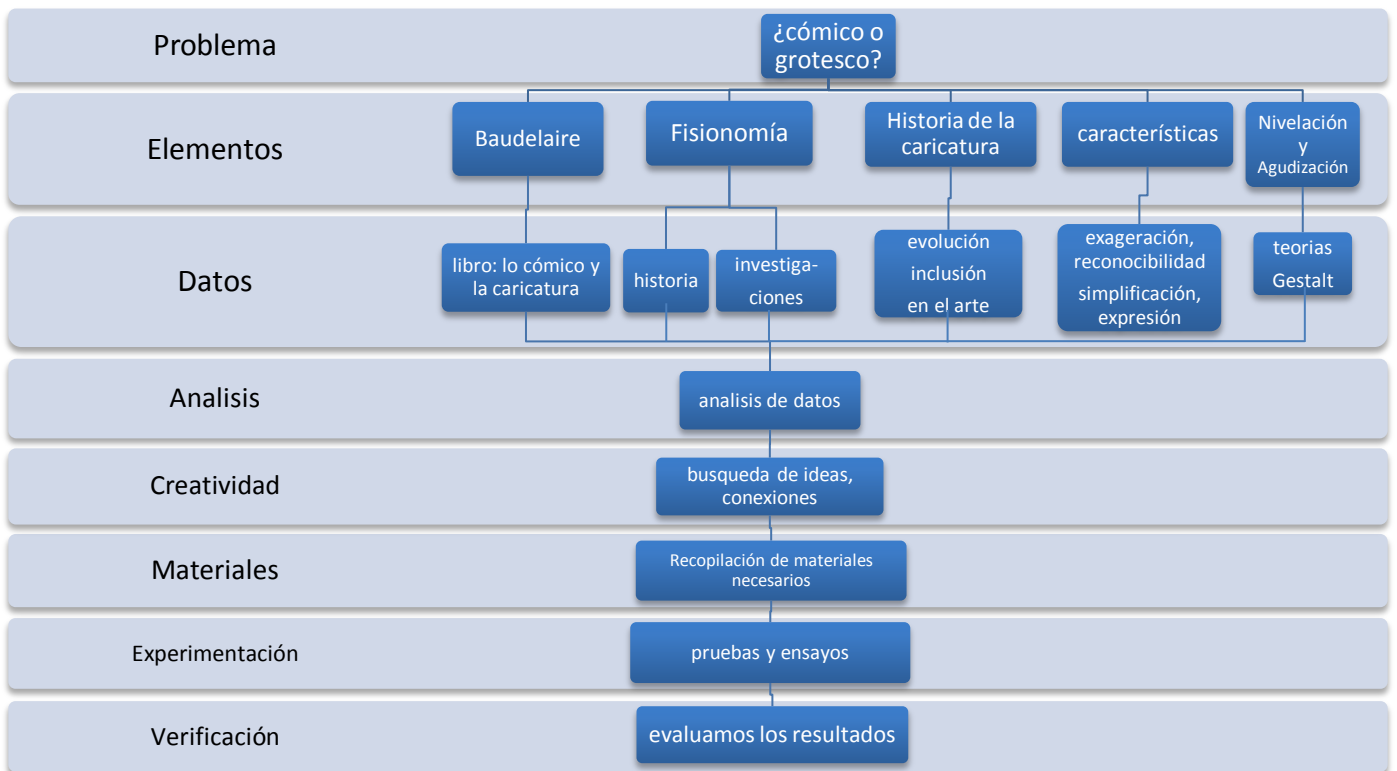 Problema
¿cómico o
grotesco?
Elementos
Baudelaire
Fisionomía
Historia de la
caricatura
características
Nivelación
y
Agudización
Datos
libro: lo cómico y
la caricatura
historia
investiga-
ciones
evolución
inclusión
en el arte
exageración,
reconocibilidad
simplificación,
expresión
teorias
Gestalt
Analisis
analisis de datos
Creatividad
busqueda de ideas,
conexiones
Materiales
Recopilación de materiales
necesarios
Experimentación
pruebas y ensayos
Verificación
evaluamos los resultados